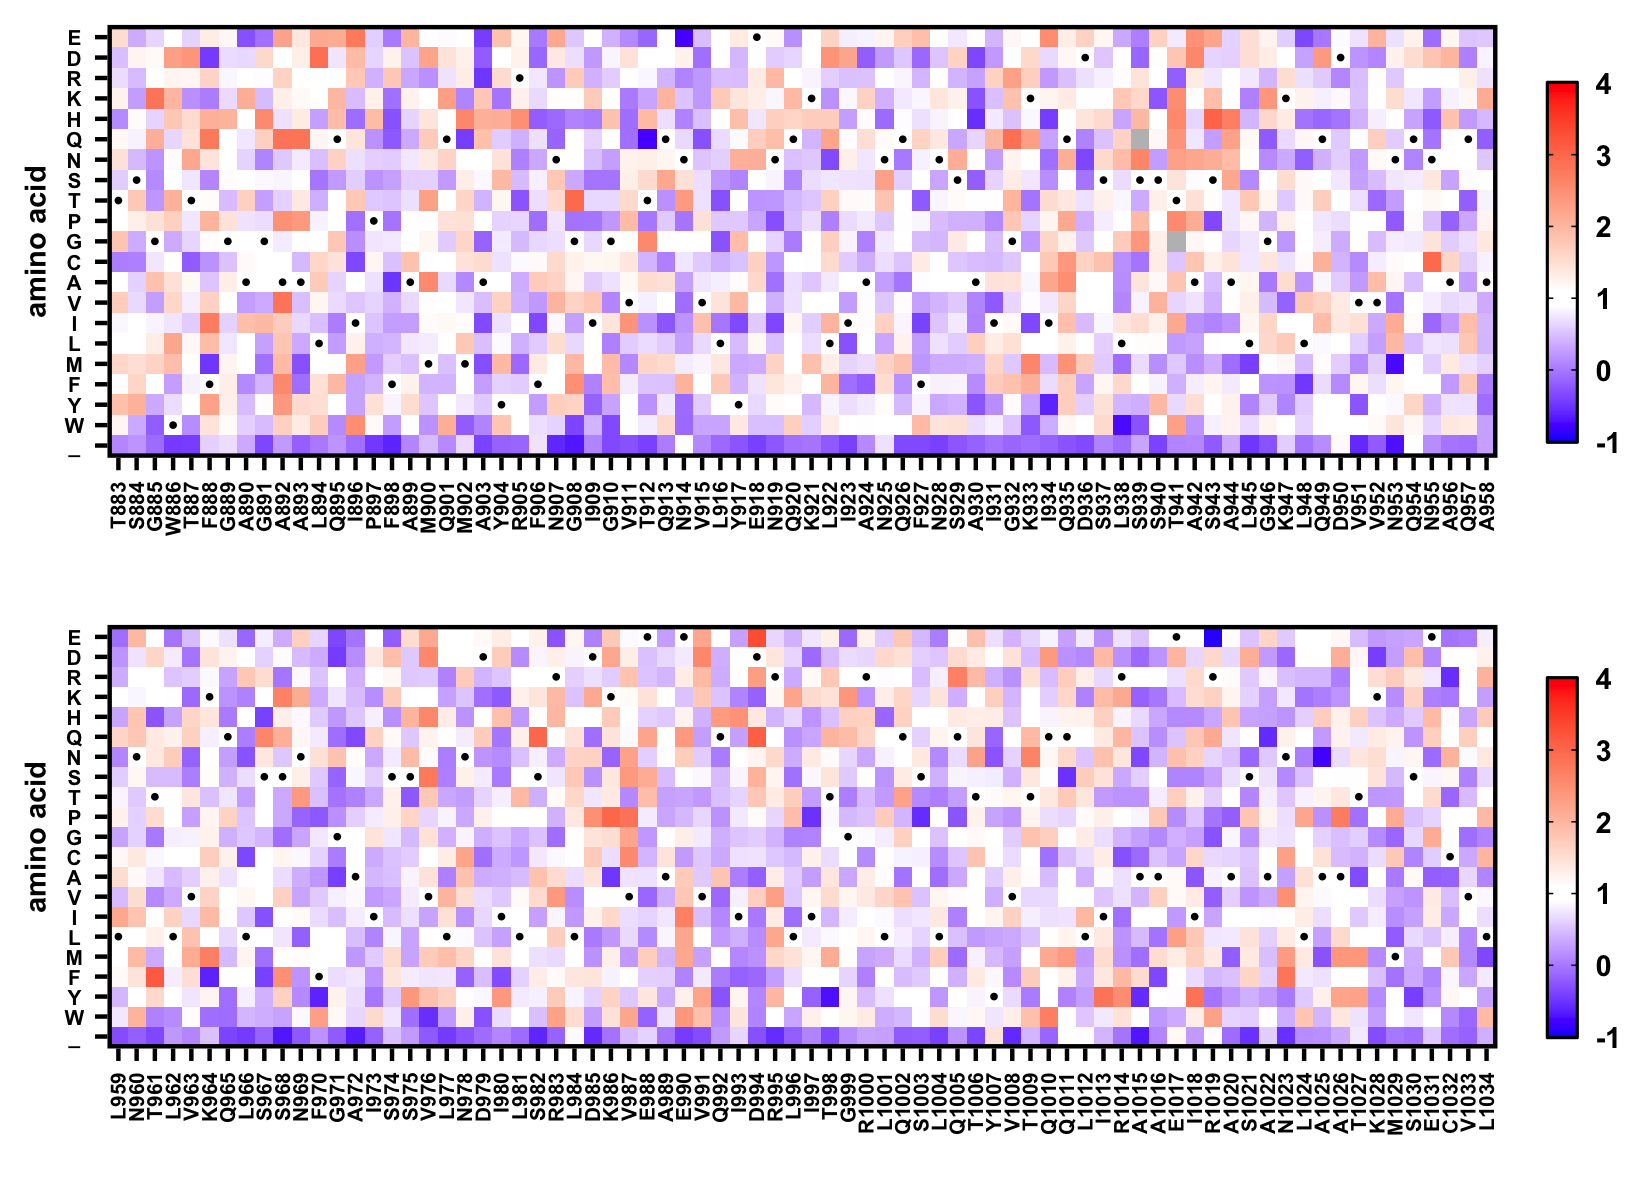 amino acid
E
D
R
K
H
Q
N
S
T
P
G
C
A
V
I
L
M
F
Y
W
–
T883 S884 G885 W886 T887 F888 G889 A890 G891 A892 A893 L894 Q895 I896 P897 F898 A899 M900 Q901 M902 A903 Y904 R905 F906 N907 G908 I909 G910 V911 T912 Q913 N914 V915 L916 Y917 E918 N919 Q920 K921 L922 I923 A924 N925 Q926 F927 N928 S929 A930 I931 G932 K933 I934 Q935 D936 S937 L938 S939 S940 T941 A942 S943 A944 L945 G946 K947 L948 Q949 D950 V951 V952 N953 Q954 N955 A956 Q957 A958
4
3
2
1
0
-1
amino acid
E
D
R
K
H
Q
N
S
T
P
G
C
A
V
I
L
M
F
Y
W
–
L959 N960 T961 L962 V963 K964 Q965 L966 S967 S968 N969 F970 G971 A972 I973 S974 S975 V976 L977 N978 D979 I980 L981 S982 R983 L984 D985 K986 V987 E988 A989 E990 V991 Q992 I993 D994 R995 L996 I997 T998 G999 R1000 L1001 Q1002 S1003 L1004 Q1005 T1006 Y1007 V1008 T1009 Q1010 Q1011 L1012 I1013 R1014 A1015 A1016 E1017 I1018 R1019 A1020 S1021 A1022 N1023 L1024 A1025 A1026 T1027 K1028 M1029 S1030 E1031 C1032 V1033 L1034
4
3
2
1
0
-1